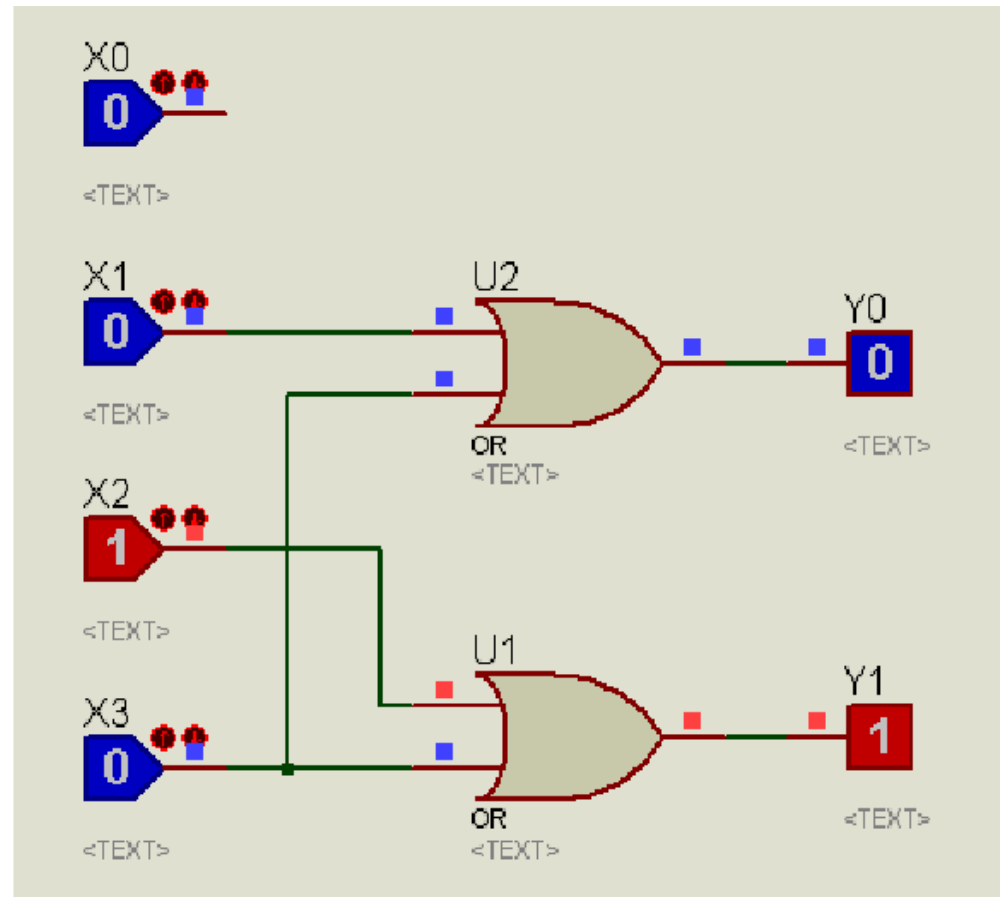 X0
0
<TEXT>
X1
0
<TEXT>
U2
OR
<TEXT>
Y0
0
<TEXT>
X2
1
<TEXT>
X3
0
<TEXT>
U1
OR
<TEXT>
Y1
1
<TEXT>